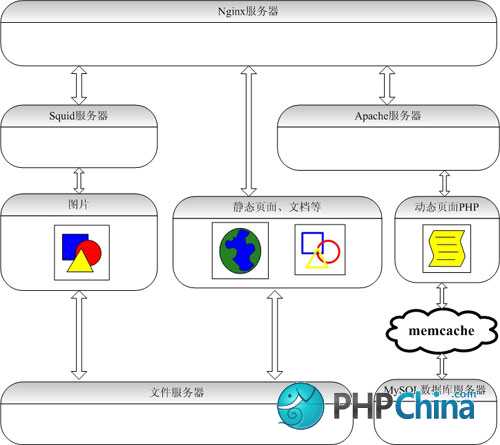 Nginx服务器
Squid服务器
Apache服务器
图片
静态页面、文档等
动态页面PHP
memcache
文件服务器
MySQL数据库服务器
PHPChina.com